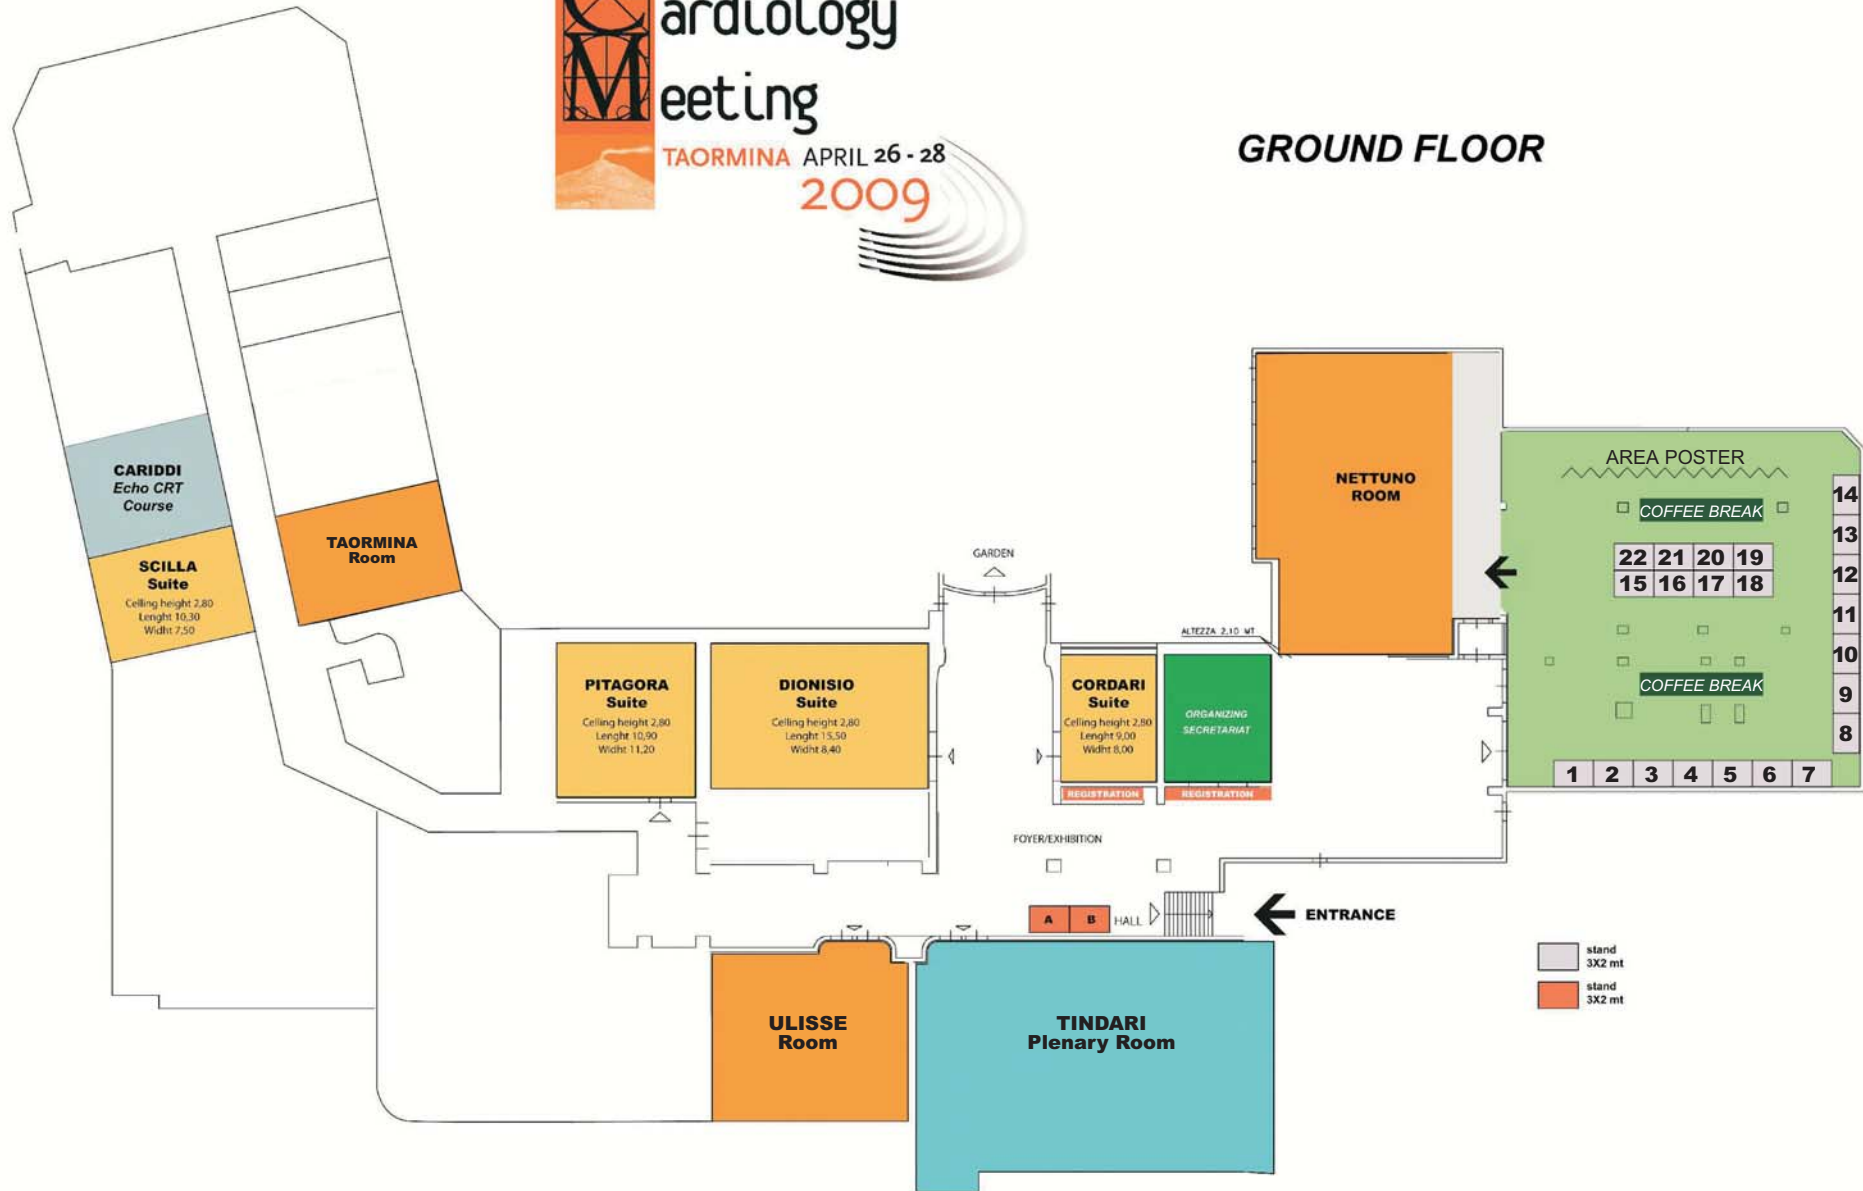 C ardiology
M eeting
TAORMINA APRIL 26 - 28
2009
GROUND FLOOR
CARIDDI
Echo CRT
Course
SCILLA
Suite
Celling height 2,80
Lenght 10,30
Widht 7,50
TAORMINA
Room
PITAGORA
Suite
Celling height 2,80
Lenght 10,90
Widht 11,20
DIONISIO
Suite
Celling height 2,80
Lenght 15,50
Widht 8,40
GARDEN
CORDARI
Suite
Celling height 2,80
Lenght 9,00
Widht 8,00
REGISTRATION
ALTEZZA 2,10 MT
ORGANIZING
SECRETARIAT
REGISTRATION
NETTUNO
ROOM
AREA POSTER
COFFEE BREAK
22 21 20 19
15 16 17 18
COFFEE BREAK
14
13
12
11
10
9
8
1 2 3 4 5 6 7
FOYER/EXHIBITION
A B HALL
ENTRANCE
ULISSE
Room
TINDARI
Plenary Room
stand
3X2 mt
stand
3X2 mt